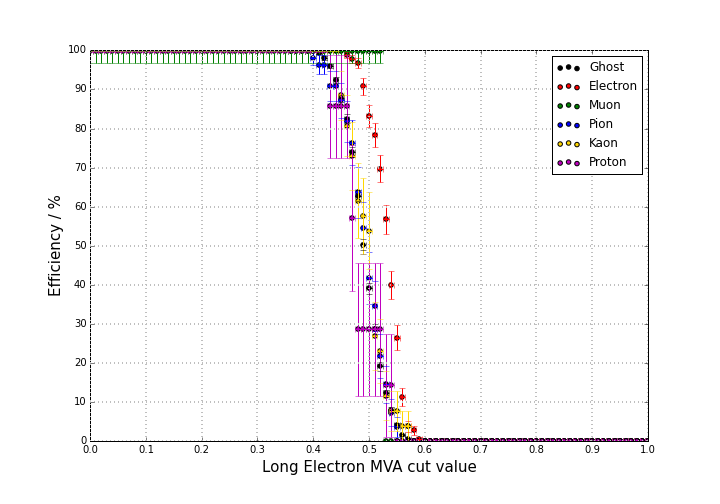 100
90
80
70
60
50
40
30
20
10
0
Efficiency / %
Ghost
Electron
Muon
Pion
Kaon
Proton
0.0 0.1 0.2 0.3 0.4 0.5 0.6 0.7 0.8 0.9 1.0
Long Electron MVA cut value